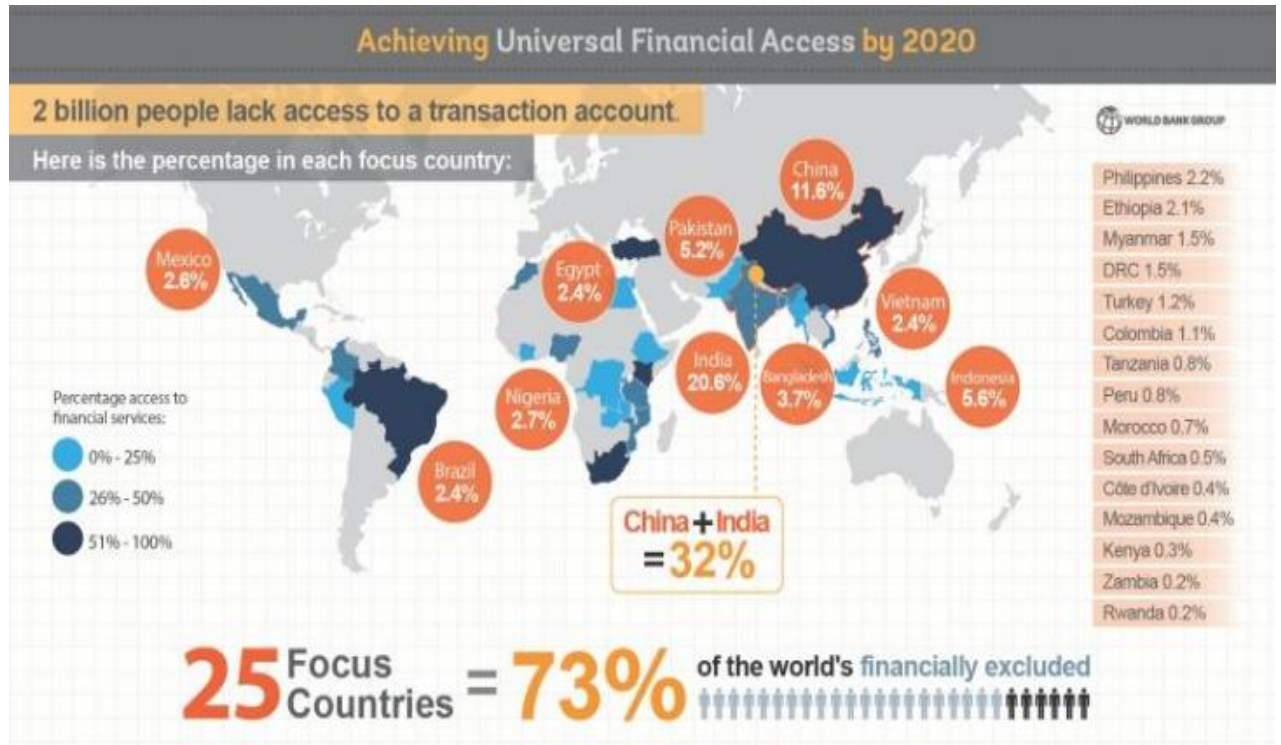 Achieving Universal Financial Access by 2020
2 billion people lack access to a transaction account.
Here is the percentage in each focus country:
WORLD BANK GROUP
China
11.6%
Pakistan
5.2%
Mexico
2.6%
Egypt
2.4%
Vietnam
2.4%
India
20.6%
Bangladesh
3.7%
Indonesia
5.6%
Nigeria
2.7%
Brazil
2.4%
Percentage access to
financial services:
0% - 25%
26% - 50%
51% - 100%
China + India
= 32%
Philippines 2.2%
Ethiopia 2.1%
Myanmar 1.5%
DRC 1.5%
Turkey 1.2%
Colombia 1.1%
Tanzania 0.8%
Peru 0.8%
Morocco 0.7%
South Africa 0.5%
Côte d'Ivoire 0.4%
Mozambique 0.4%
Kenya 0.3%
Zambia 0.2%
Rwanda 0.2%
25 Focus Countries = 73% of the world's financially excluded